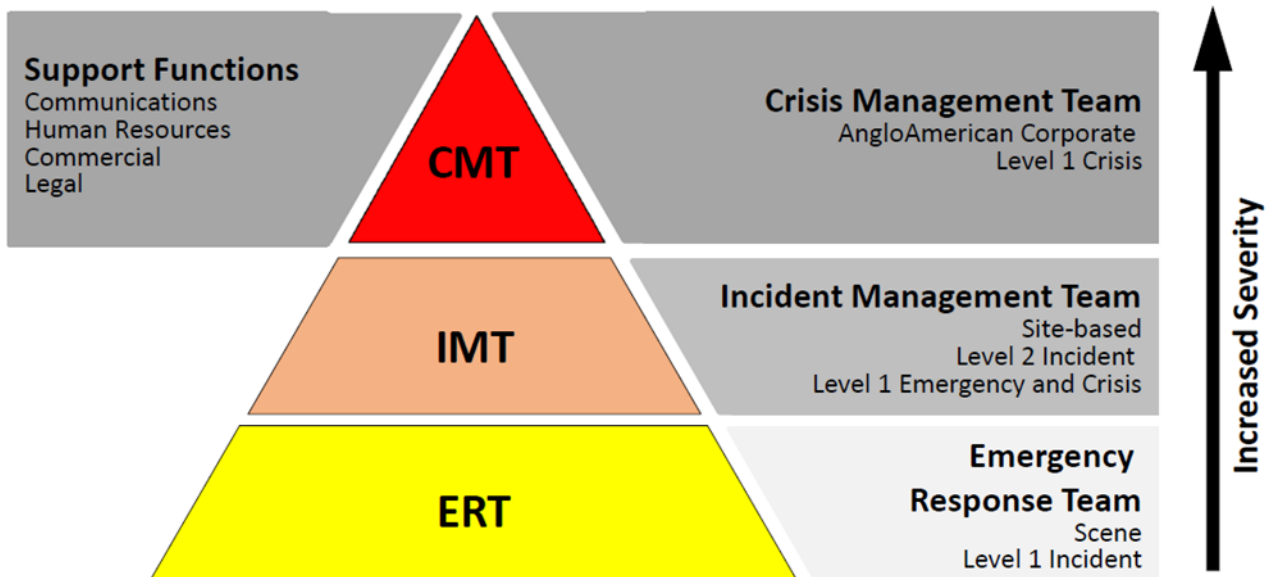 Support Functions
Communications
Human Resources
Commercial
Legal
CMT
Crisis Management Team
AngloAmerican Corporate
Level 1 Crisis
IMT
Incident Management Team
Site-based
Level 2 Incident
Level 1 Emergency and Crisis
ERT
Emergency
Response Team
Scene
Level 1 Incident
Increased Severity